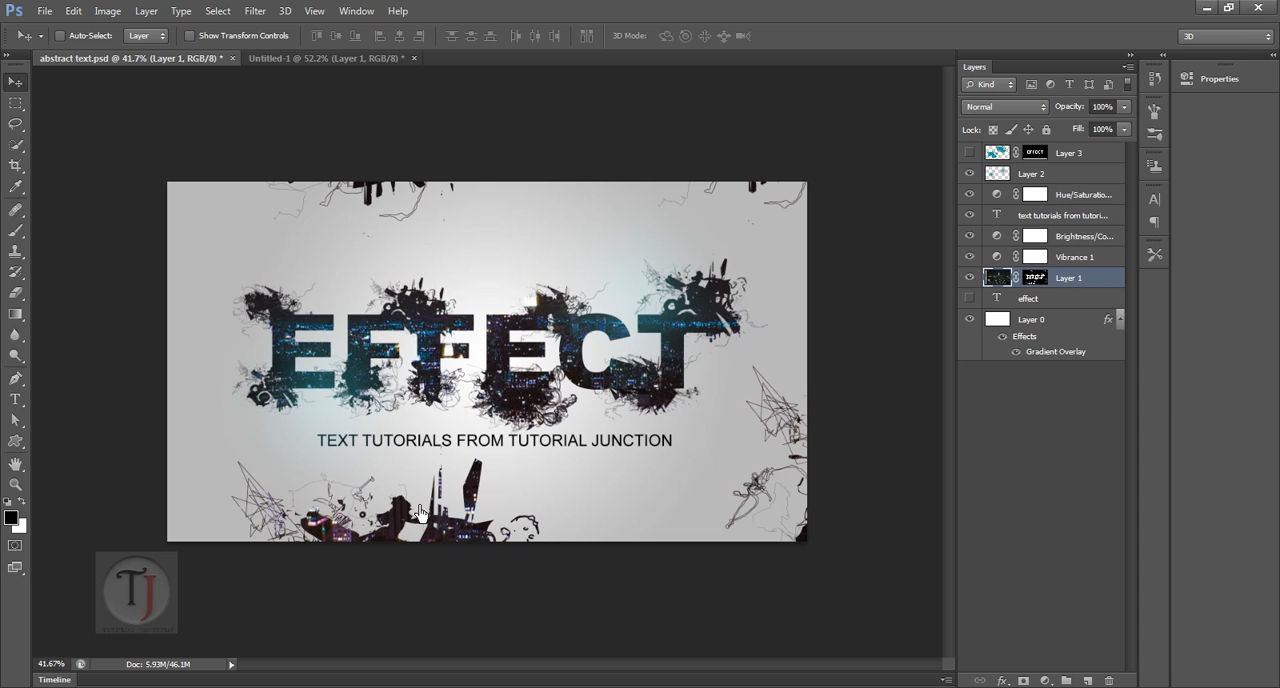 Ps File Edit Image Layer Type Select Filter 3D View Window Help
Auto-Select: Layer Show Transform Controls 3D Mode: 3D
abstract text.psd @ 41.7% (Layer 1, RGB/8) * × Untitled-1 @ 52.2% (Layer 1, RGB/8) * ×
Layers
Properties
Kind
Normal Opacity: 100%
Lock: Fill: 100%
Layer 3
Layer 2
Hue/Saturatio...
text tutorials from tutori...
Brightness/Co...
Vibrance 1
Layer 1
effect
Layer 0 fx
Effects
Gradient Overlay
EFFECT
TEXT TUTORIALS FROM TUTORIAL JUNCTION
TJ
41.67% Doc: 5.93M/46.1M
Timeline